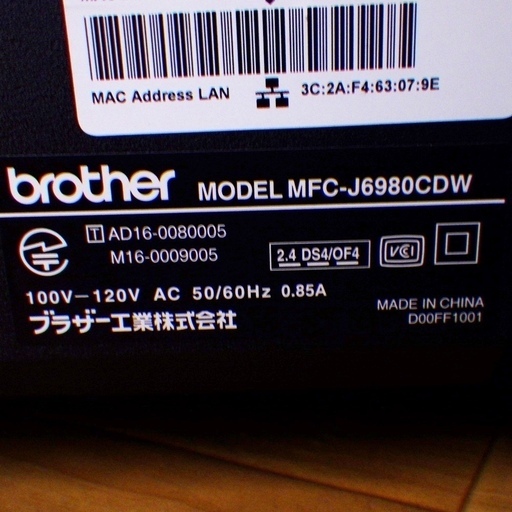 MAC Address LAN 3C:2A:F4:63:07:9E
brother MODEL MFC-J6980CDW
T AD16-0080005
M16-0009005
2.4 DS4/OF4 VCCI
100V-120V AC 50/60Hz 0.85A
ブラザー工業株式会社
MADE IN CHINA
D00FF1001